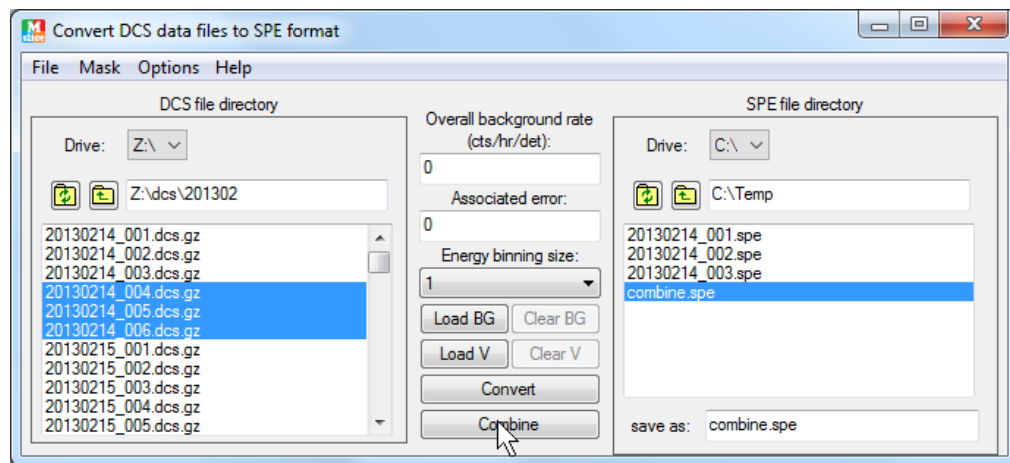 M
slice
Convert DCS data files to SPE format
File Mask Options Help
DCS file directory
Drive: Z:\
Z:\dcs\201302
20130214_001.dcs.gz
20130214_002.dcs.gz
20130214_003.dcs.gz
20130214_004.dcs.gz
20130214_005.dcs.gz
20130214_006.dcs.gz
20130215_001.dcs.gz
20130215_002.dcs.gz
20130215_003.dcs.gz
20130215_004.dcs.gz
20130215_005.dcs.gz
Overall background rate
(cts/hr/det):
0
Associated error:
0
Energy binning size:
1
Load BG Clear BG
Load V Clear V
Convert
Combine
SPE file directory
Drive: C:\
C:\Temp
20130214_001.spe
20130214_002.spe
20130214_003.spe
combine.spe
save as: combine.spe